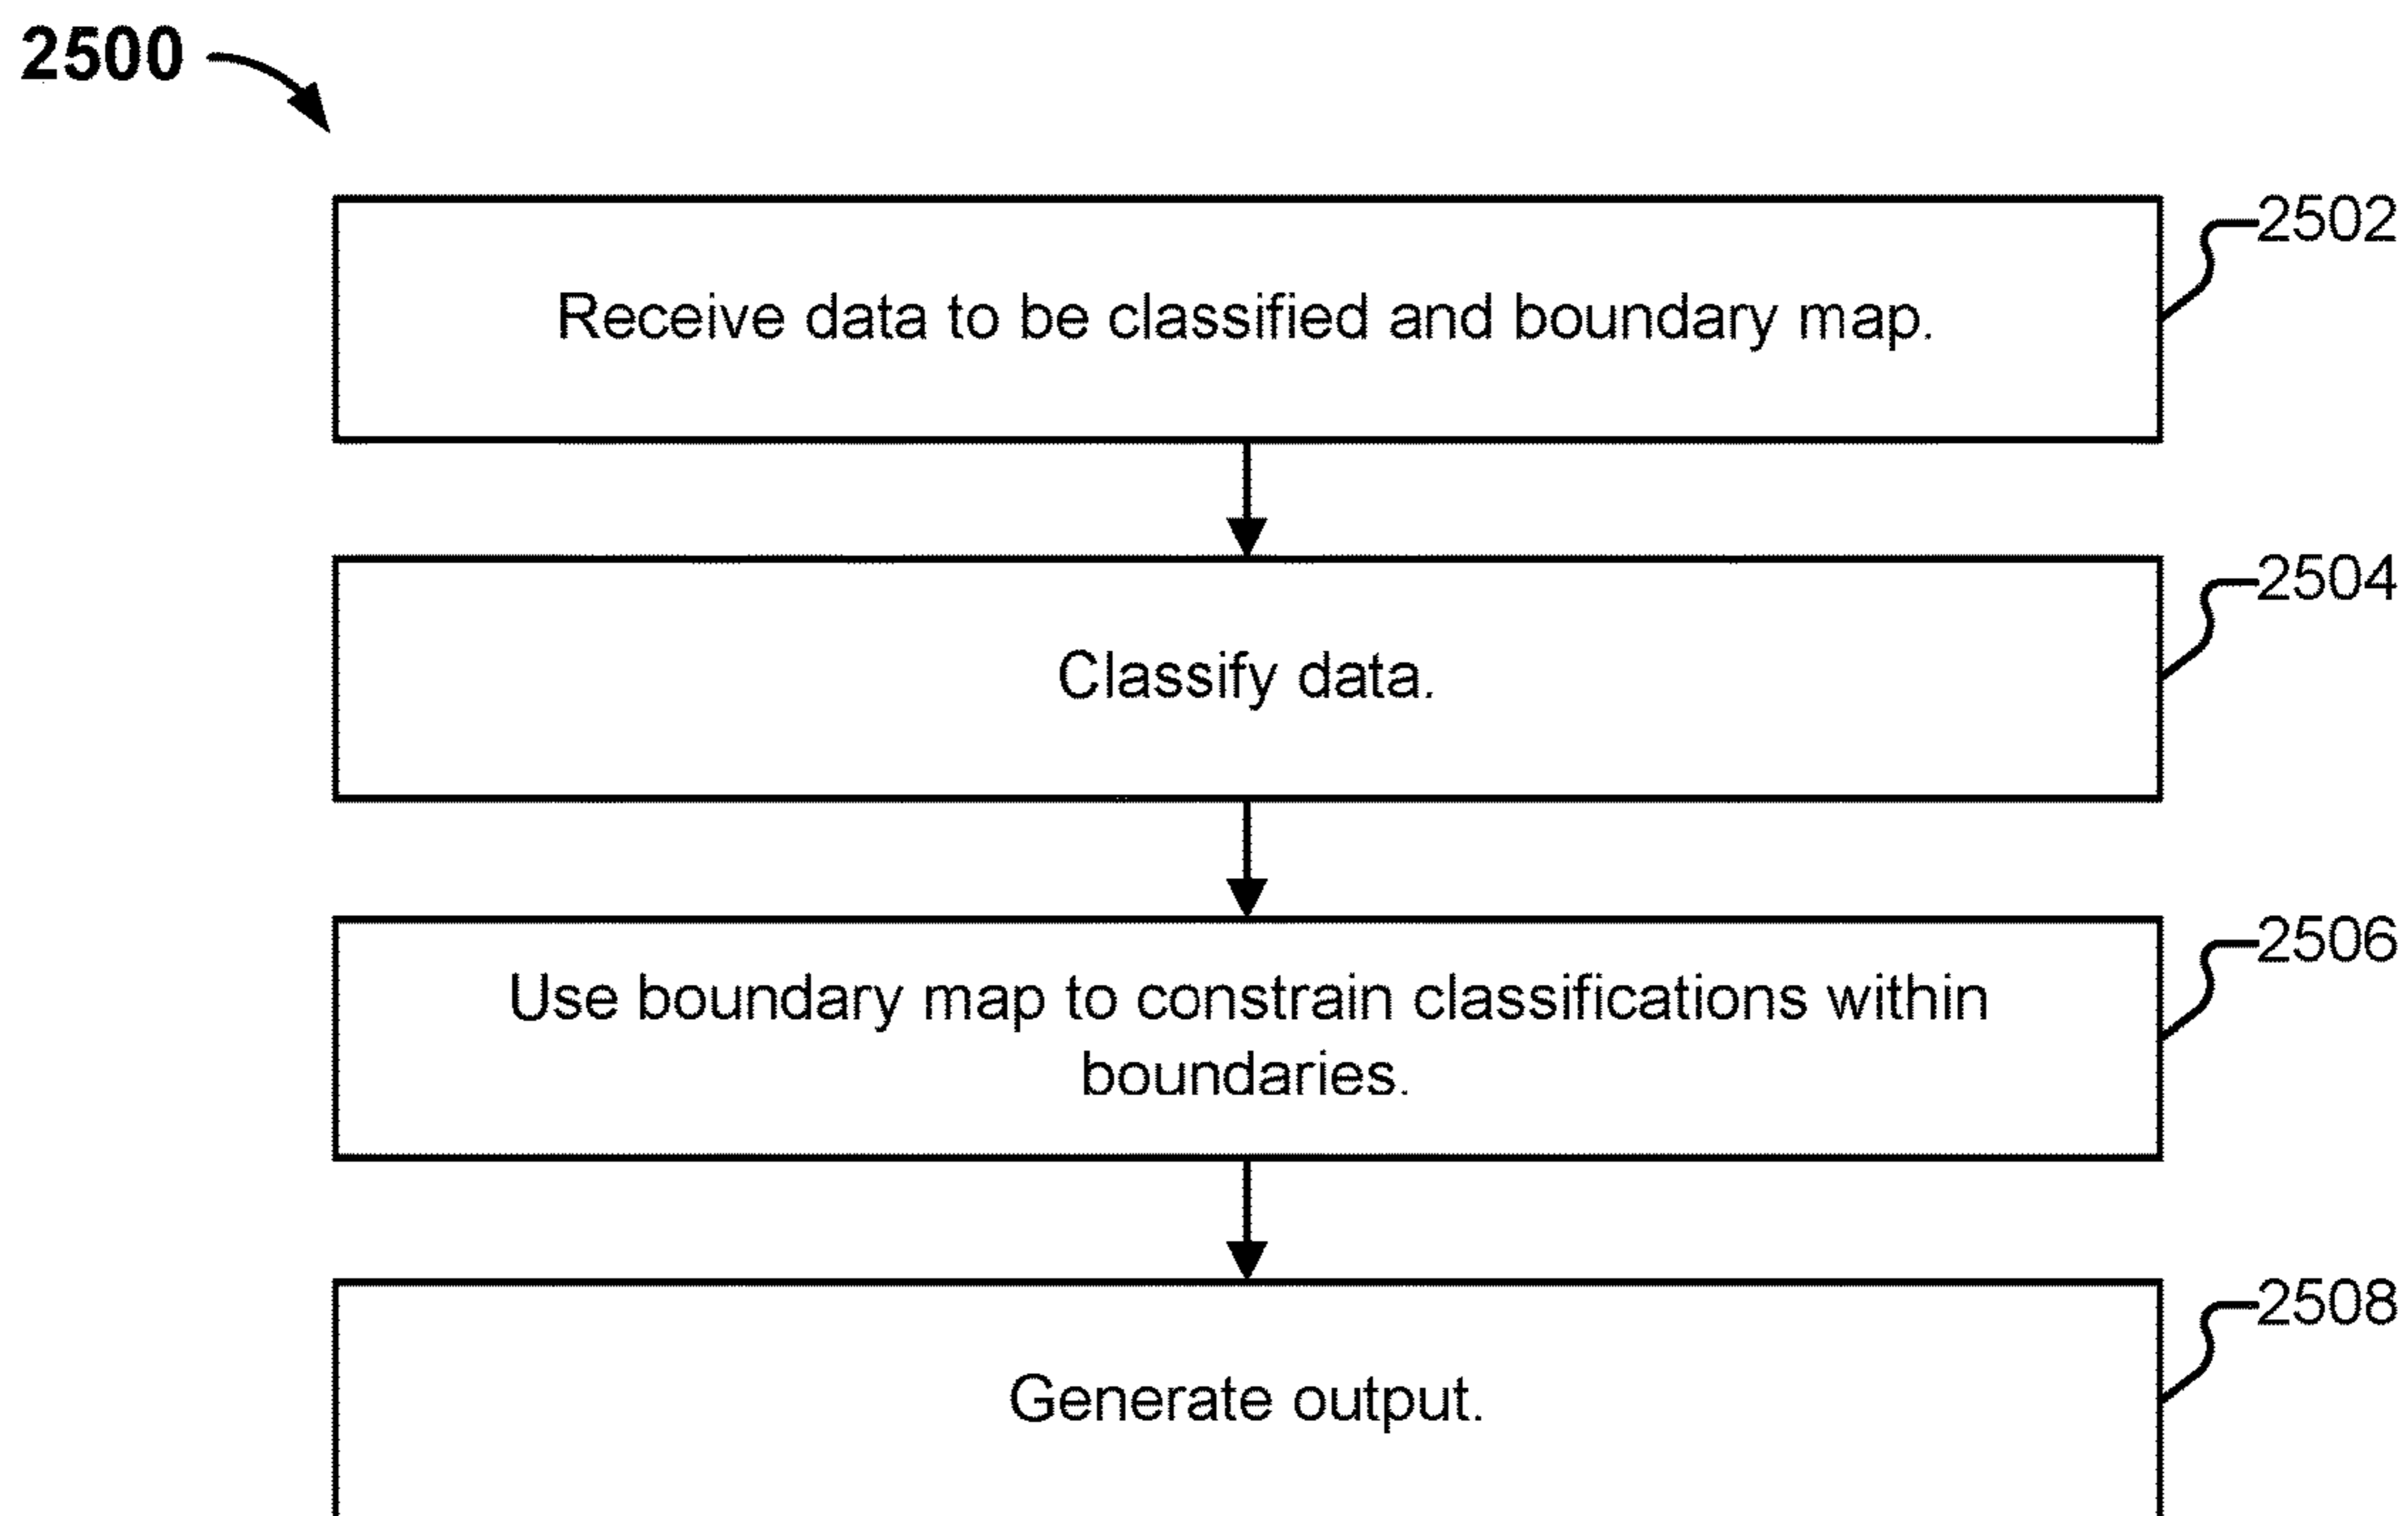 2500
2502
Receive data to be classified and boundary map.
2504
Classify data.
2506
Use boundary map to constrain classifications within
boundaries.
2508
Generate output.